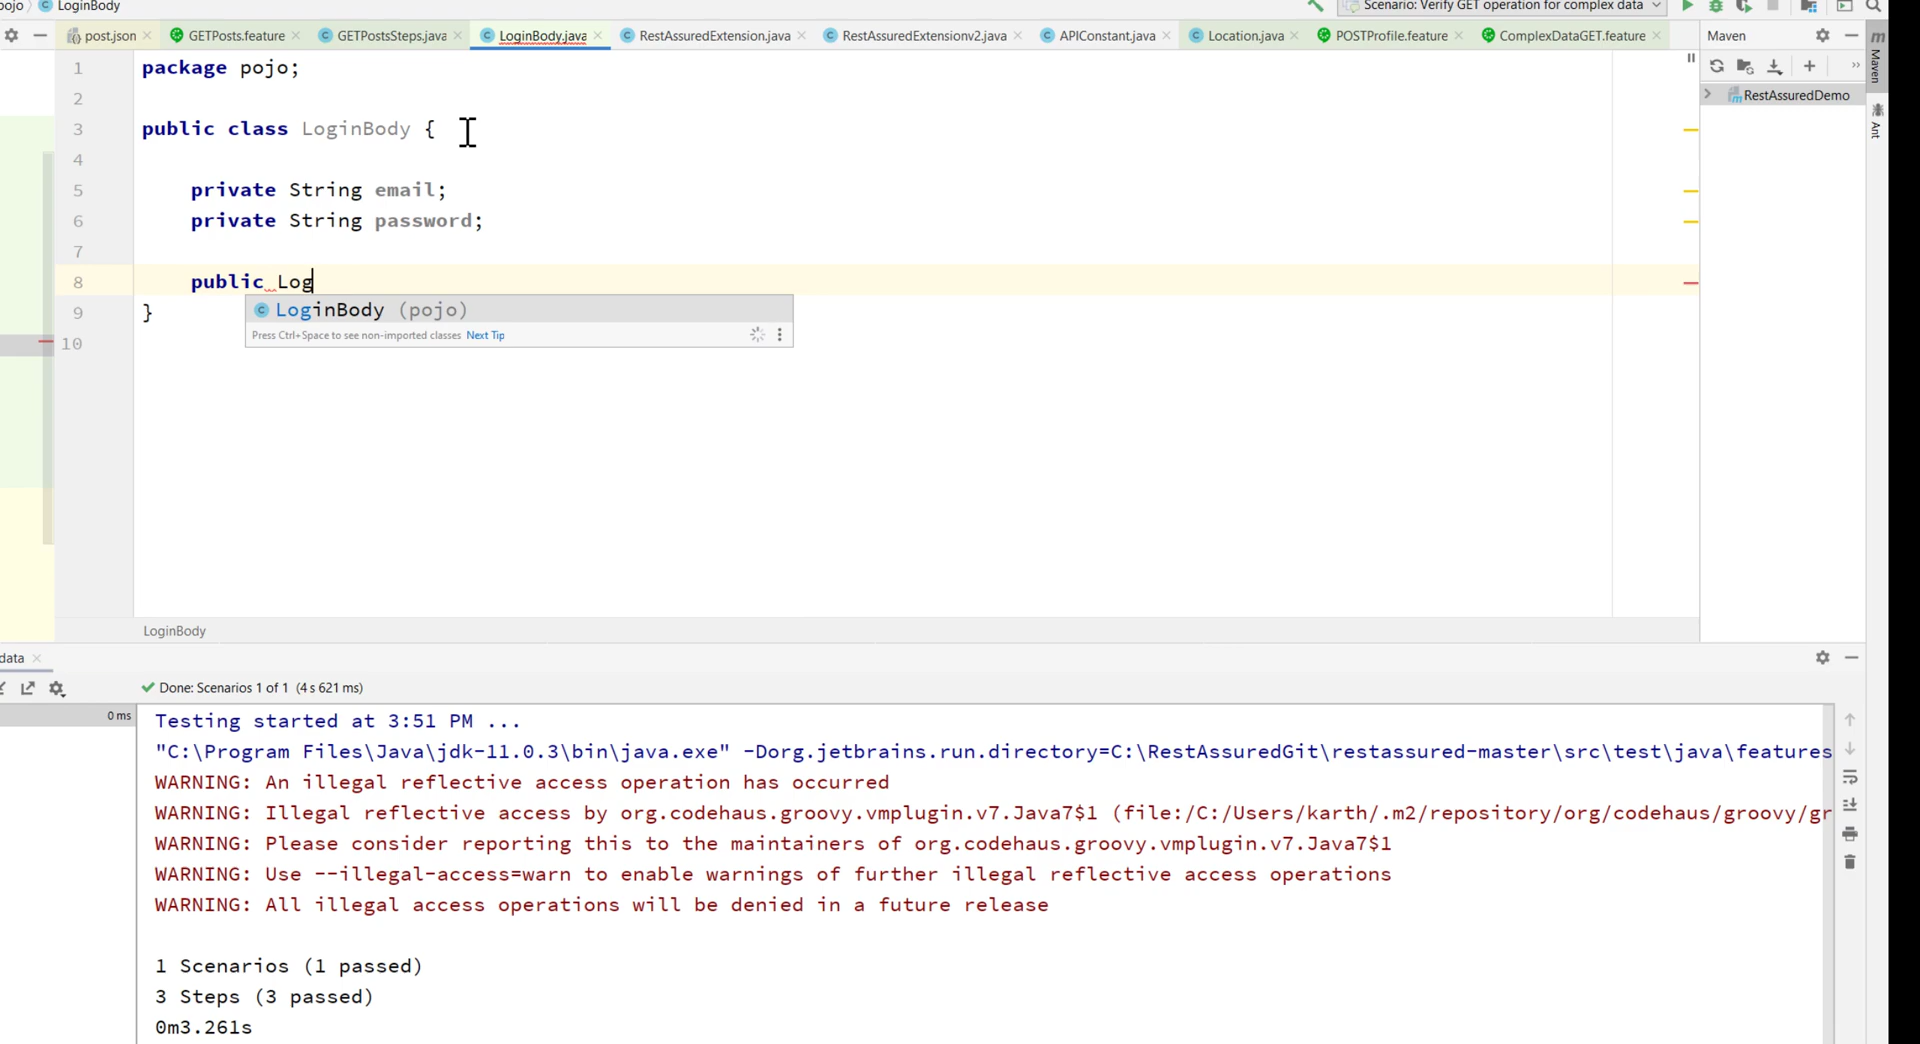 pojo LoginBody Scenario: Verify GET operation for complex data
post.json GETPosts.feature GETPostsSteps.java LoginBody.java RestAssuredExtension.java RestAssuredExtensionv2.java APIConstant.java Location.java POSTProfile.feature ComplexDataGET.feature Maven
Maven
RestAssuredDemo
Ant
1 package pojo;
2
3 public class LoginBody {
4
5 private String email;
6 private String password;
7
8 public Log
LoginBody (pojo)
9 }
Press Ctrl+Space to see non-imported classes Next Tip
10
LoginBody
data
Done: Scenarios 1 of 1 (4 s 621 ms)
0 ms
Testing started at 3:51 PM ...
"C:\Program Files\Java\jdk-11.0.3\bin\java.exe" -Dorg.jetbrains.run.directory=C:\RestAssuredGit\restassured-master\src\test\java\features
WARNING: An illegal reflective access operation has occurred
WARNING: Illegal reflective access by org.codehaus.groovy.vmplugin.v7.Java7$1 (file:/C:/Users/karth/.m2/repository/org/codehaus/groovy/gr
WARNING: Please consider reporting this to the maintainers of org.codehaus.groovy.vmplugin.v7.Java7$1
WARNING: Use --illegal-access=warn to enable warnings of further illegal reflective access operations
WARNING: All illegal access operations will be denied in a future release
1 Scenarios (1 passed)
3 Steps (3 passed)
0m3.261s